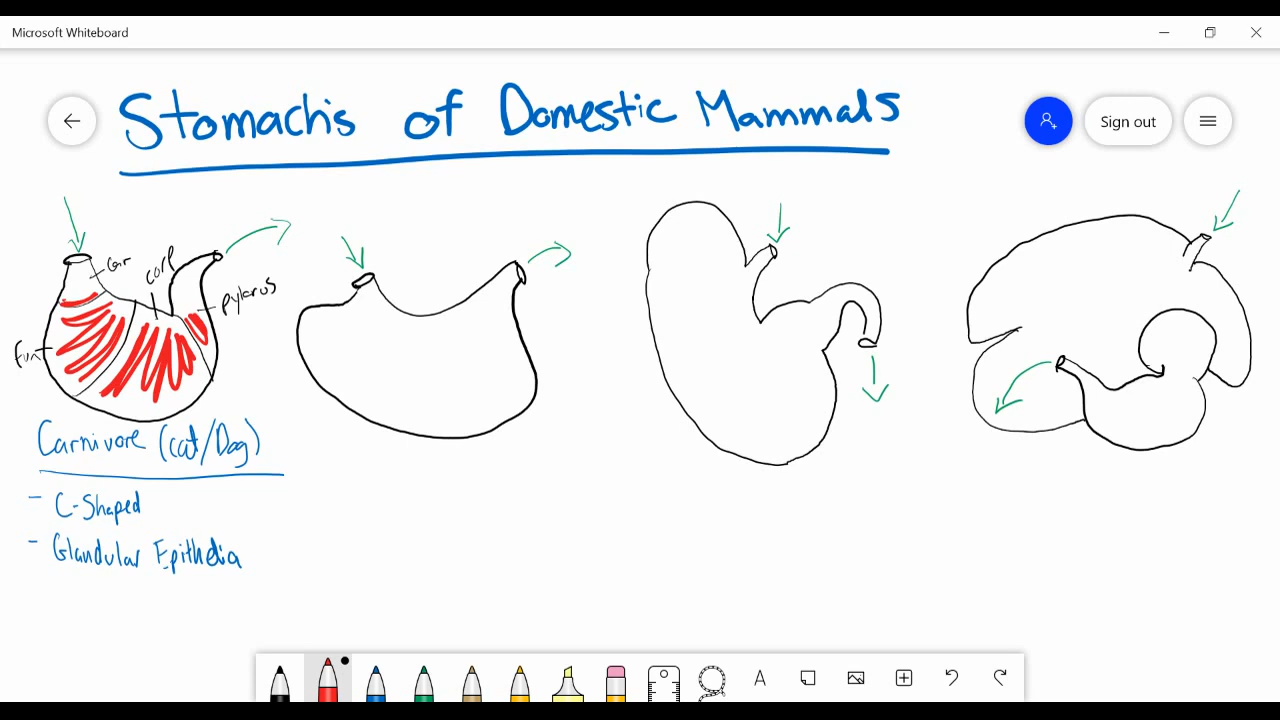 Microsoft Whiteboard
Stomachs of Domestic Mammals
Sign out
Car
corp
pylorus
Fun
Carnivore (cat/Dog)
- C-Shaped
- Glandular Epithelia
A